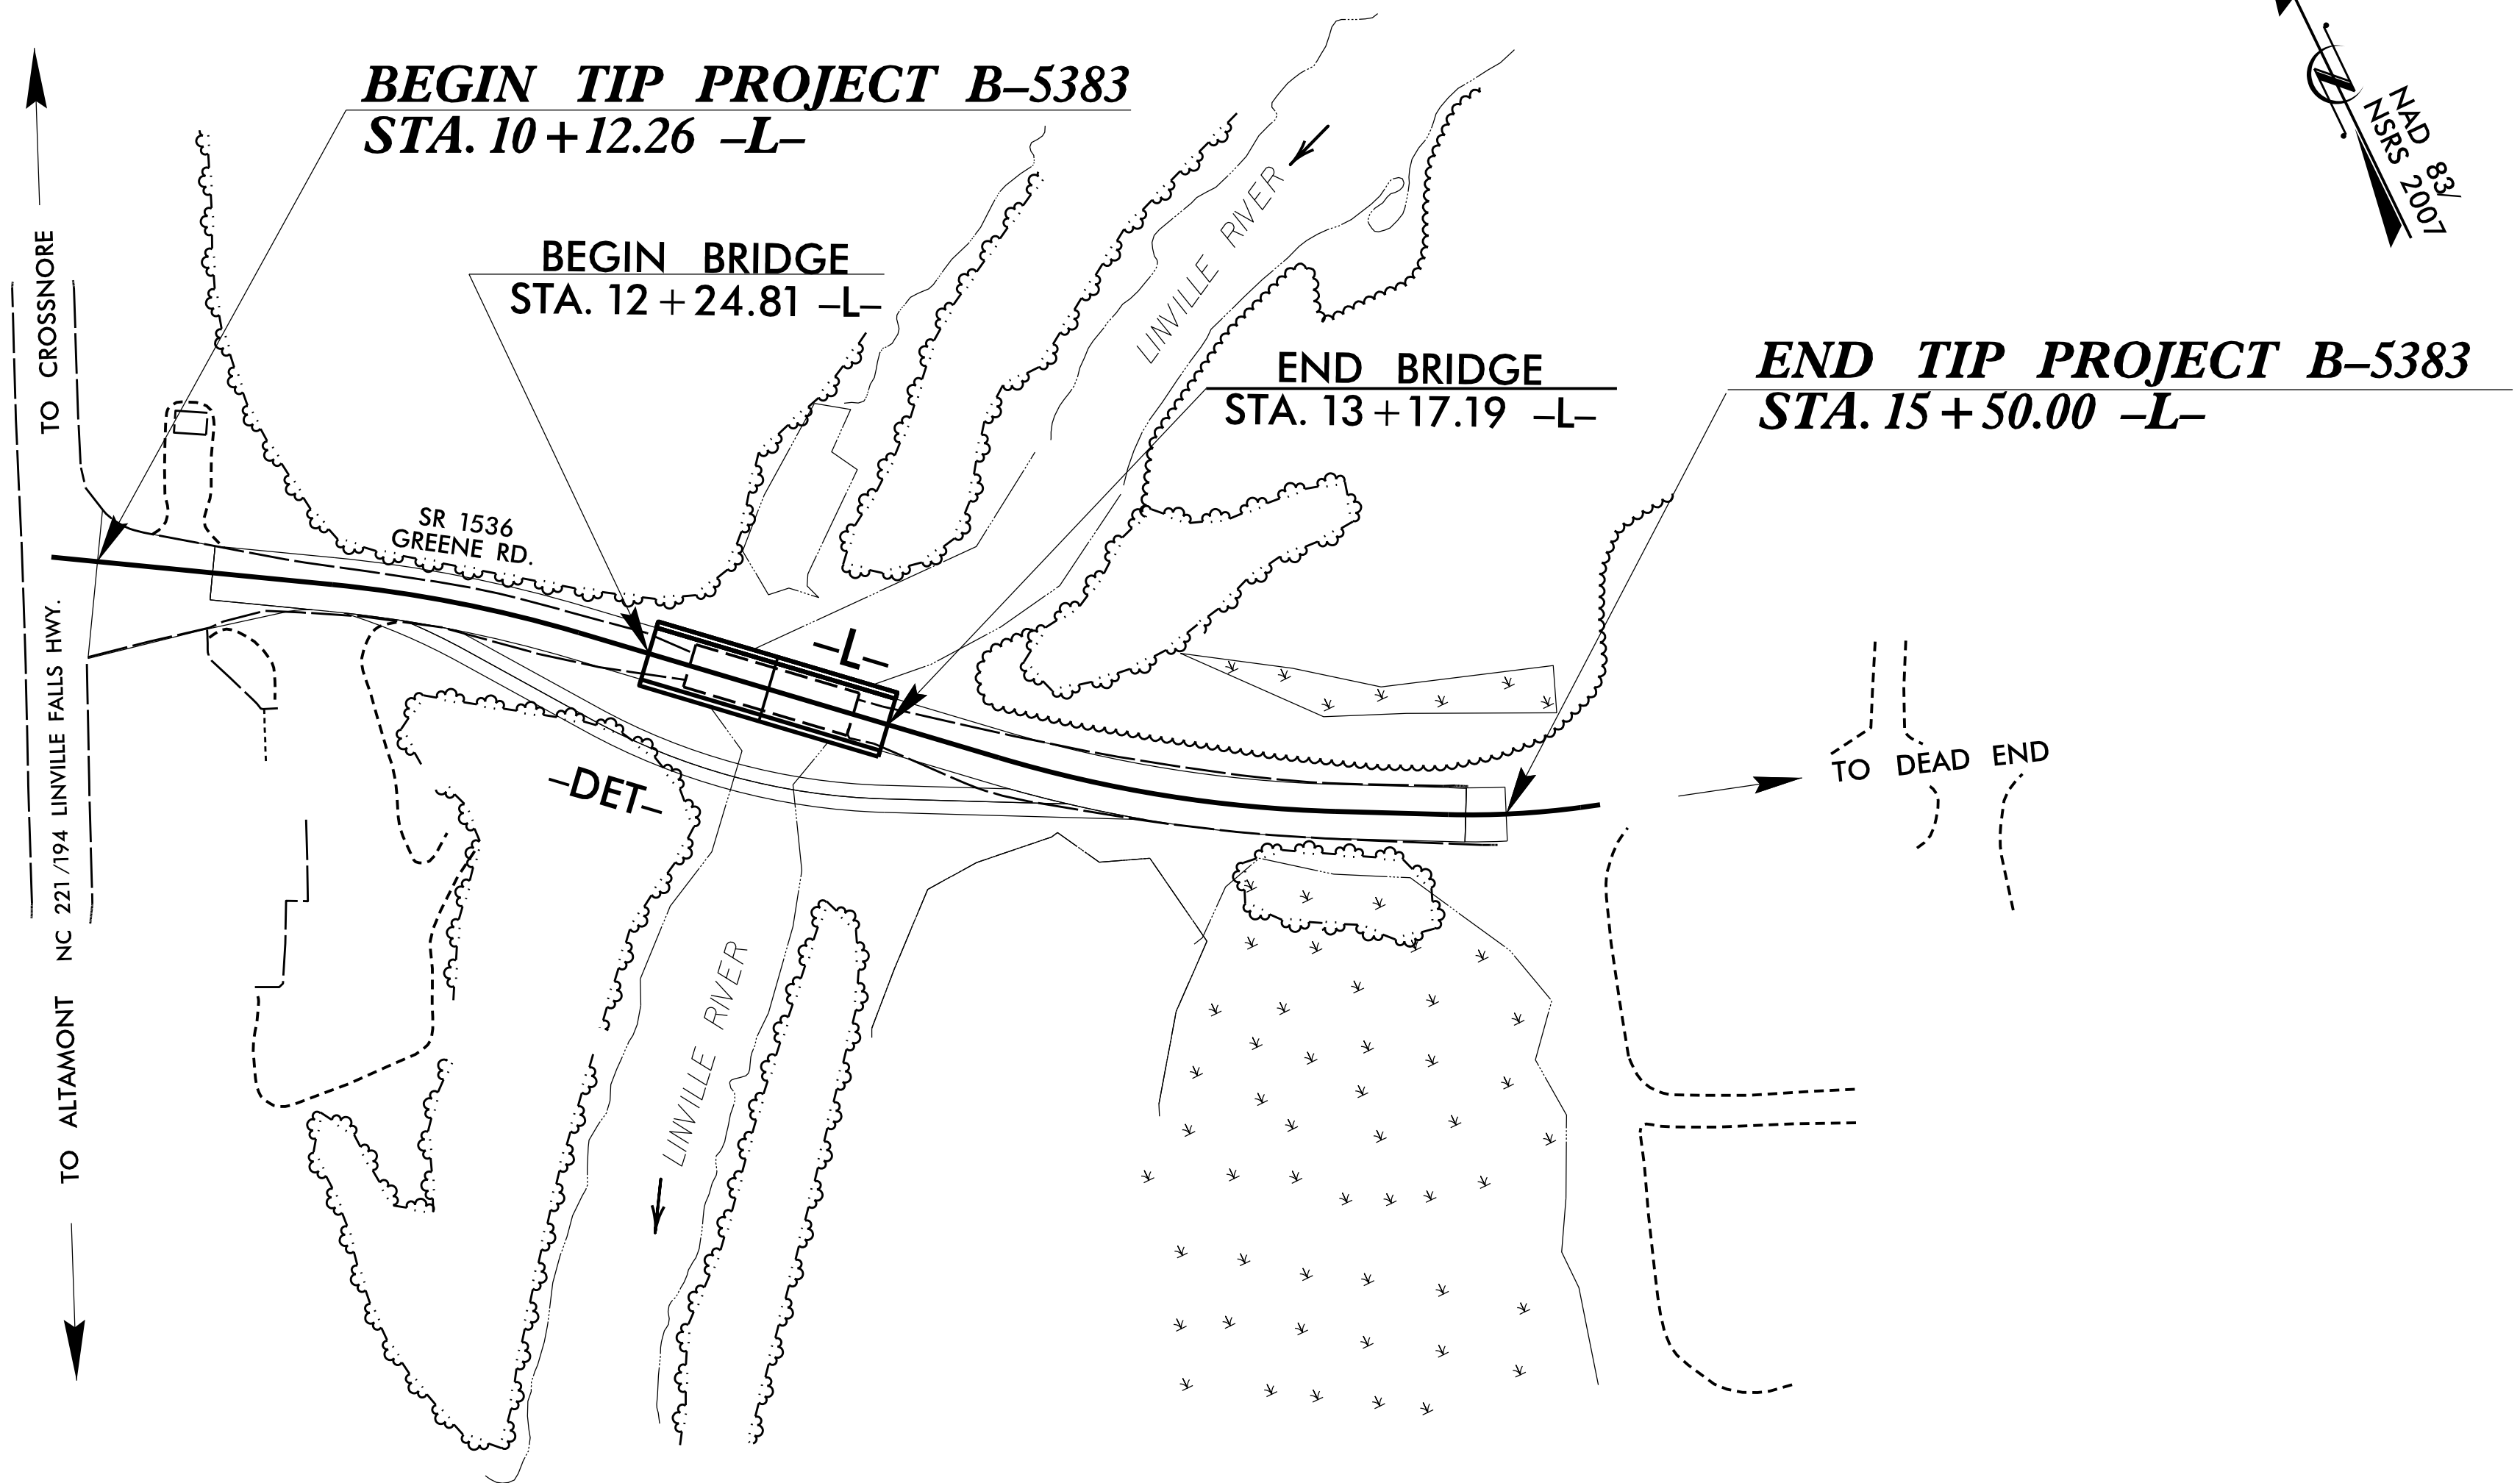 BEGIN TIP PROJECT B–5383
STA. 10+12.26 –L–
NAD 83/
NSRS 2007
BEGIN BRIDGE
STA. 12+24.81 –L–
LINVILLE RIVER
END BRIDGE
STA. 13+17.19 –L–
END TIP PROJECT B–5383
STA. 15+50.00 –L–
TO CROSSNORE
SR 1536
GREENE RD.
–L–
–DET–
TO DEAD END
NC 221/194 LINVILLE FALLS HWY.
TO ALTAMONT
LINVILLE RIVER